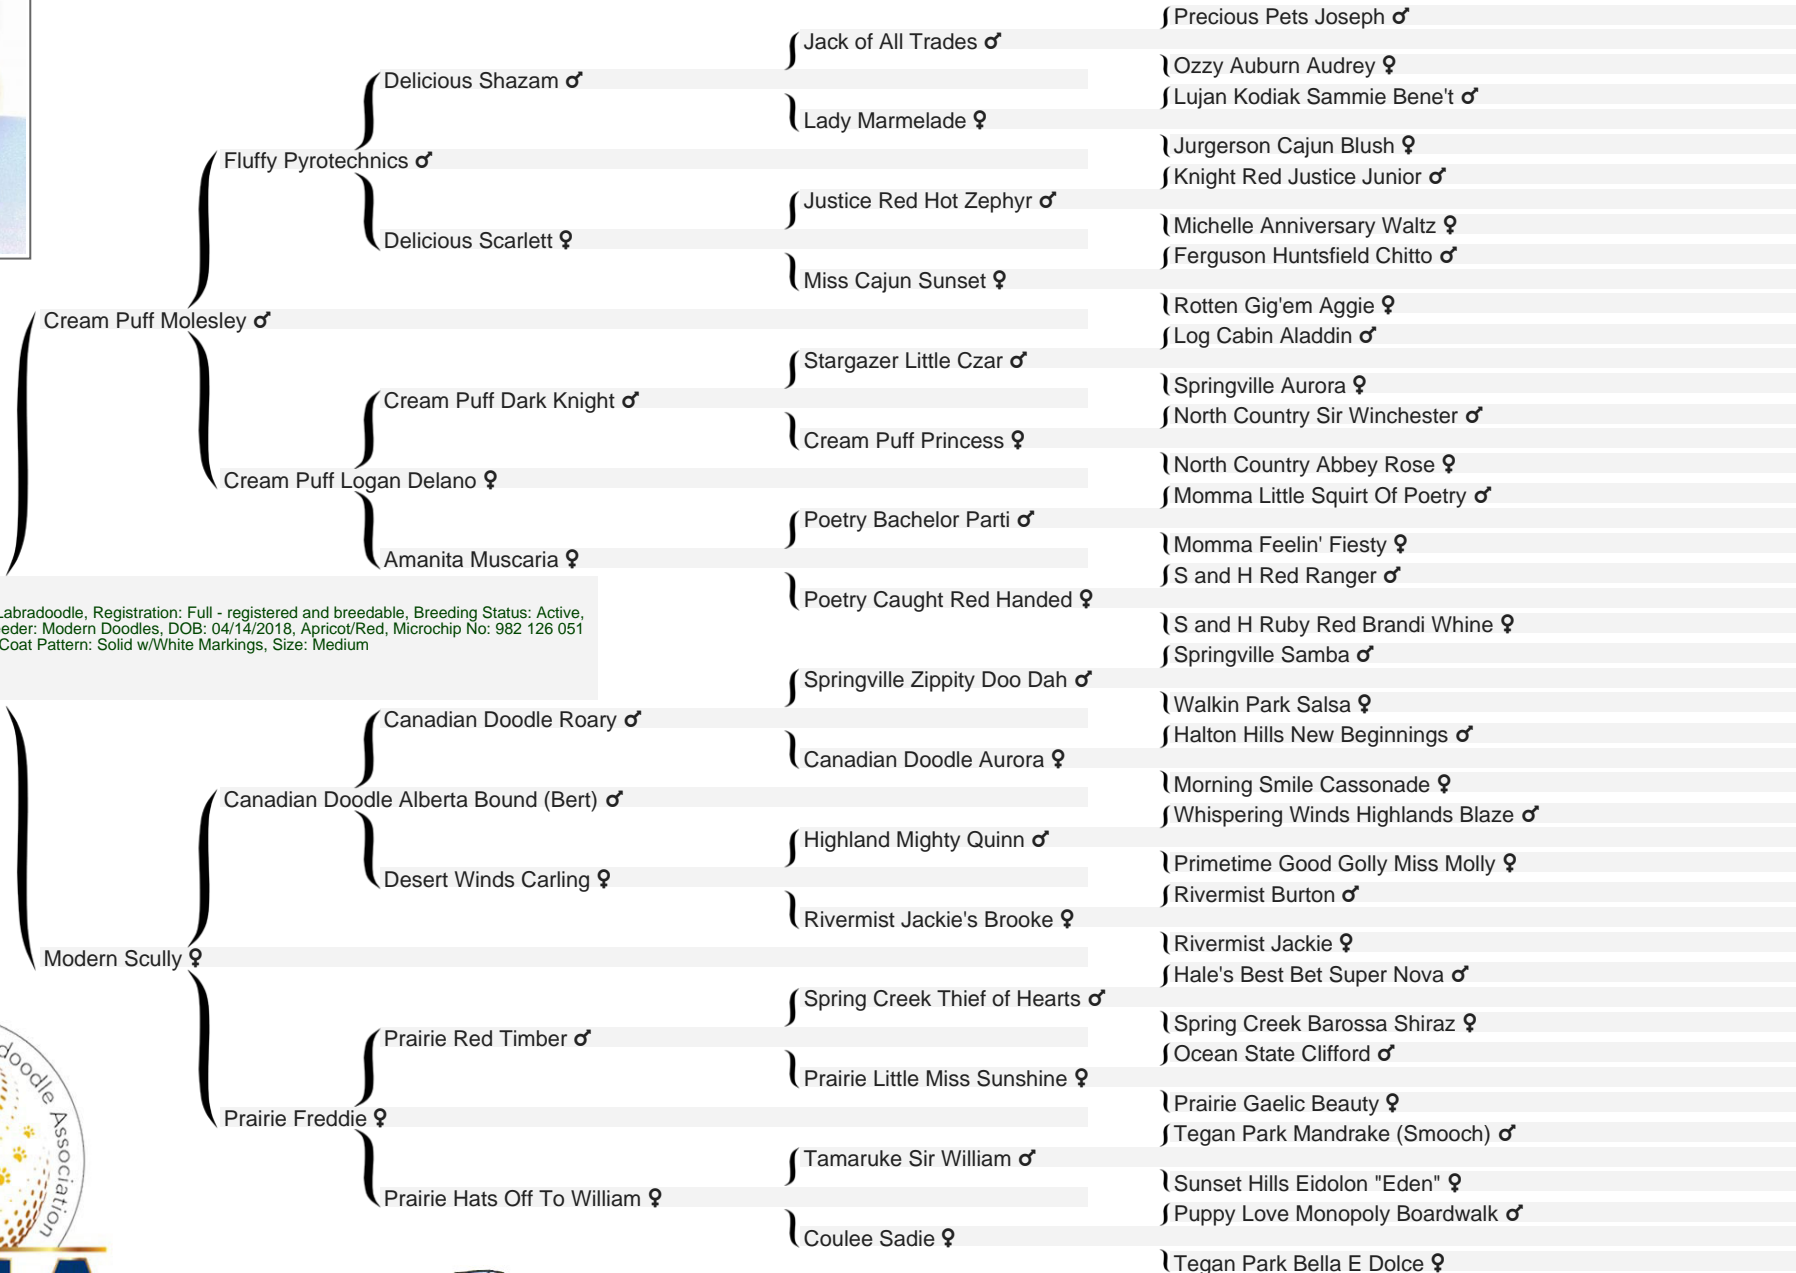 Precious Pets Joseph ♂
Jack of All Trades ♂
Ozzy Auburn Audrey ♀
Delicious Shazam ♂
Lujan Kodiak Sammie Bene't ♂
Lady Marmelade ♀
Jurgerson Cajun Blush ♀
Fluffy Pyrotechnics ♂
Knight Red Justice Junior ♂
Justice Red Hot Zephyr ♂
Michelle Anniversary Waltz ♀
Delicious Scarlett ♀
Ferguson Huntsfield Chitto ♂
Miss Cajun Sunset ♀
Rotten Gig'em Aggie ♀
Cream Puff Molesley ♂
Log Cabin Aladdin ♂
Stargazer Little Czar ♂
Springville Aurora ♀
Cream Puff Dark Knight ♂
North Country Sir Winchester ♂
Cream Puff Princess ♀
North Country Abbey Rose ♀
Cream Puff Logan Delano ♀
Momma Little Squirt Of Poetry ♂
Poetry Bachelor Parti ♂
Momma Feelin' Fiesty ♀
Amanita Muscaria ♀
S and H Red Ranger ♂
Poetry Caught Red Handed ♀
S and H Ruby Red Brandi Whine ♀
Labradoodle, Registration: Full - registered and breedable, Breeding Status: Active,
eeder: Modern Doodles, DOB: 04/14/2018, Apricot/Red, Microchip No: 982 126 051
Coat Pattern: Solid w/White Markings, Size: Medium
Springville Samba ♂
Springville Zippity Doo Dah ♂
Walkin Park Salsa ♀
Canadian Doodle Roary ♂
Halton Hills New Beginnings ♂
Canadian Doodle Aurora ♀
Morning Smile Cassonade ♀
Canadian Doodle Alberta Bound (Bert) ♂
Whispering Winds Highlands Blaze ♂
Highland Mighty Quinn ♂
Primetime Good Golly Miss Molly ♀
Desert Winds Carling ♀
Rivermist Burton ♂
Rivermist Jackie's Brooke ♀
Rivermist Jackie ♀
Modern Scully ♀
Hale's Best Bet Super Nova ♂
Spring Creek Thief of Hearts ♂
Spring Creek Barossa Shiraz ♀
Prairie Red Timber ♂
Ocean State Clifford ♂
Prairie Little Miss Sunshine ♀
Prairie Gaelic Beauty ♀
Prairie Freddie ♀
Tegan Park Mandrake (Smooch) ♂
Tamaruke Sir William ♂
Sunset Hills Eidolon "Eden" ♀
Prairie Hats Off To William ♀
Puppy Love Monopoly Boardwalk ♂
Coulee Sadie ♀
Tegan Park Bella E Dolce ♀
doodle Association